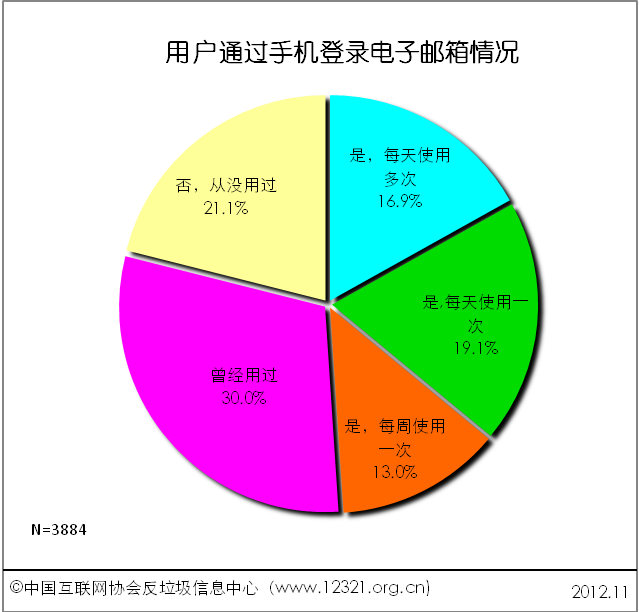 用户通过手机登录电子邮箱情况
是，每天使用
多次
16.9%
否，从没用过
21.1%
是,每天使用一
次
19.1%
曾经用过
30.0%
是，每周使用
一次
13.0%
N=3884
©中国互联网协会反垃圾信息中心（www.12321.org.cn)
2012.11